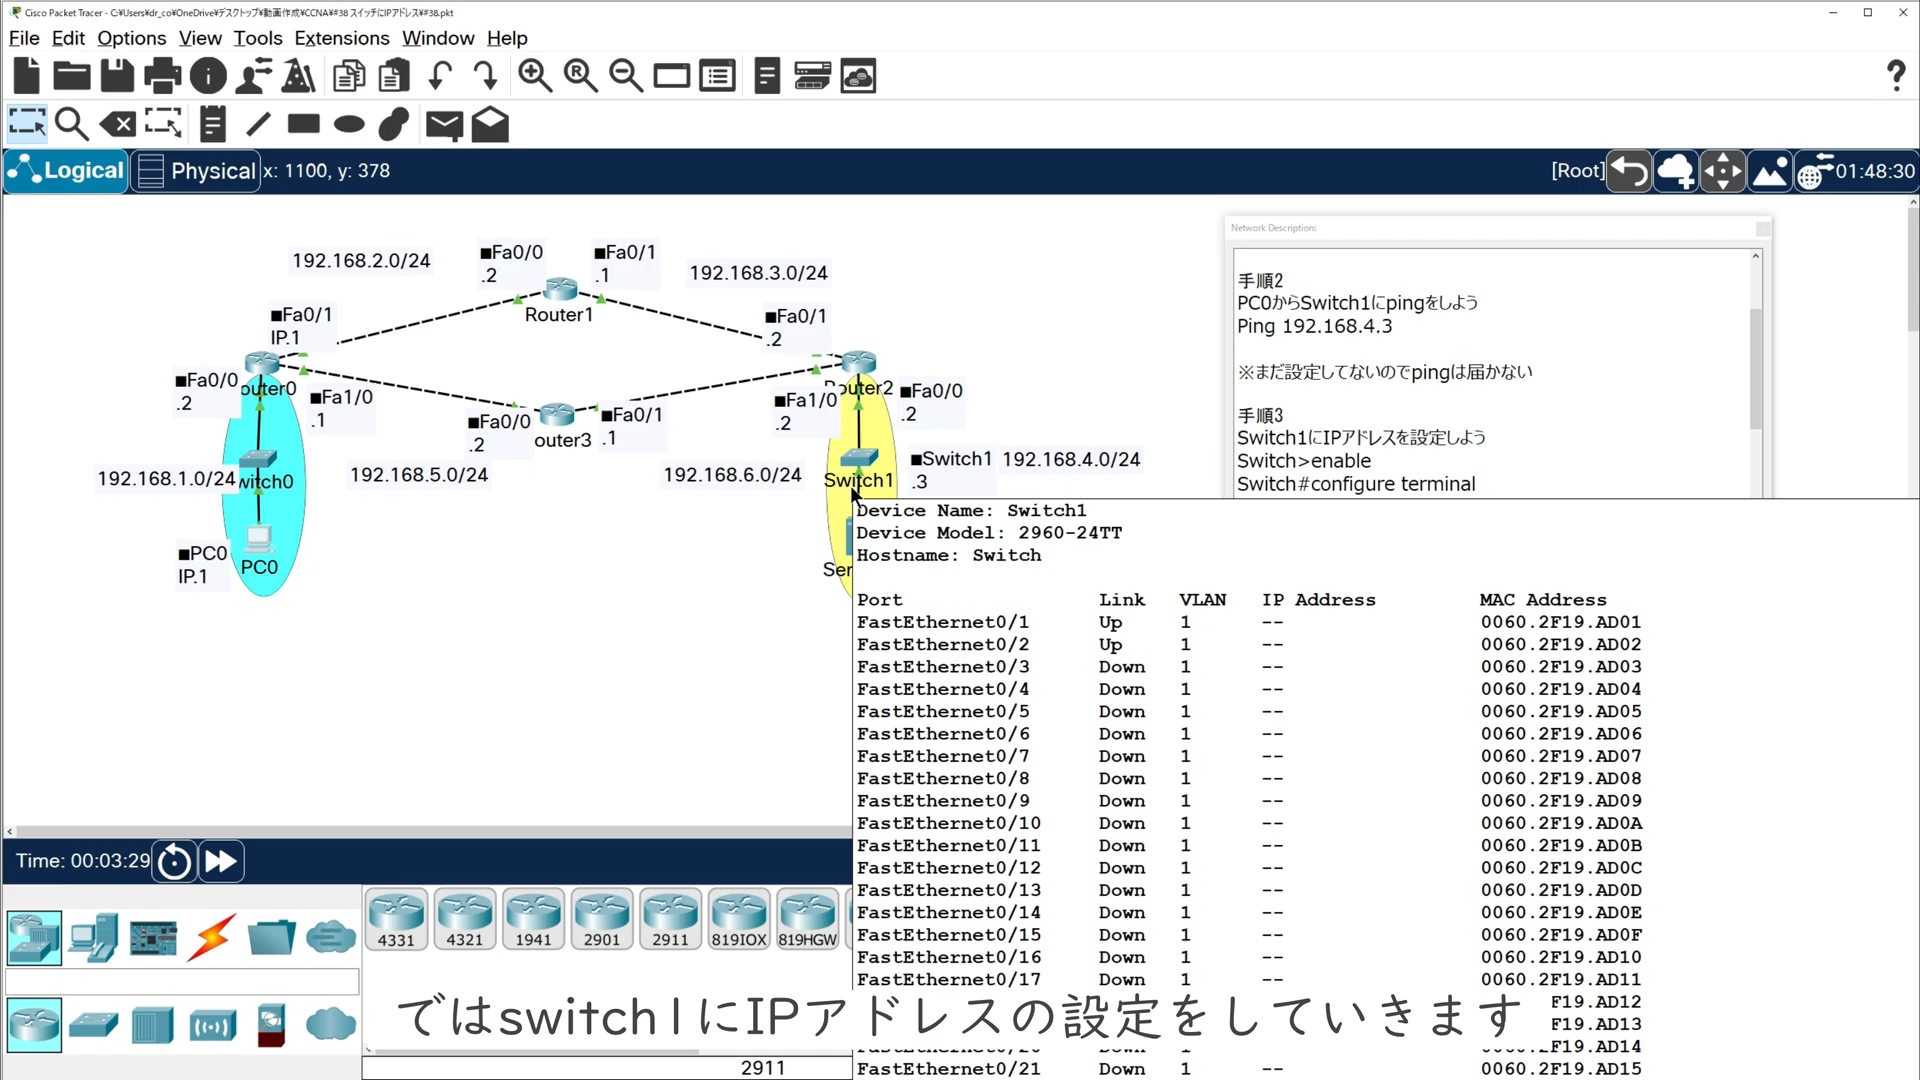 Cisco Packet Tracer - C:¥Users¥dr_co¥OneDrive¥デスクトップ¥動画作成¥CCNA¥#38 スイッチにIPアドレス¥#38.pkt
File Edit Options View Tools Extensions Window Help
Logical Physical x: 1100, y: 378 [Root] 01:48:30
192.168.2.0/24
■Fa0/0
.2
■Fa0/1
.1
192.168.3.0/24
Router1
■Fa0/1
IP.1
■Fa0/1
.2
■Fa0/0
.2
outer0
■Fa1/0
.1
■Fa0/0
.2
outer3
■Fa0/1
.1
■Fa1/0
.2
Router2
■Fa0/0
.2
192.168.1.0/24
witch0
192.168.5.0/24
192.168.6.0/24
Switch1
■Switch1
.3
192.168.4.0/24
■PC0
IP.1
PC0
Ser
Network Description:
手順2
PC0からSwitch1にpingをしよう
Ping 192.168.4.3
※まだ設定してないのでpingは届かない
手順3
Switch1にIPアドレスを設定しよう
Switch>enable
Switch#configure terminal
Device Name: Switch1
Device Model: 2960-24TT
Hostname: Switch
Port Link VLAN IP Address MAC Address
FastEthernet0/1 Up 1 -- 0060.2F19.AD01
FastEthernet0/2 Up 1 -- 0060.2F19.AD02
FastEthernet0/3 Down 1 -- 0060.2F19.AD03
FastEthernet0/4 Down 1 -- 0060.2F19.AD04
FastEthernet0/5 Down 1 -- 0060.2F19.AD05
FastEthernet0/6 Down 1 -- 0060.2F19.AD06
FastEthernet0/7 Down 1 -- 0060.2F19.AD07
FastEthernet0/8 Down 1 -- 0060.2F19.AD08
FastEthernet0/9 Down 1 -- 0060.2F19.AD09
FastEthernet0/10 Down 1 -- 0060.2F19.AD0A
FastEthernet0/11 Down 1 -- 0060.2F19.AD0B
FastEthernet0/12 Down 1 -- 0060.2F19.AD0C
FastEthernet0/13 Down 1 -- 0060.2F19.AD0D
FastEthernet0/14 Down 1 -- 0060.2F19.AD0E
FastEthernet0/15 Down 1 -- 0060.2F19.AD0F
FastEthernet0/16 Down 1 -- 0060.2F19.AD10
FastEthernet0/17 Down 1 -- 0060.2F19.AD11
F19.AD12
F19.AD13
F19.AD14
FastEthernet0/21 Down 1 -- 0060.2F19.AD15
Time: 00:03:29
4331 4321 1941 2901 2911 819IOX 819HGW
2911
ではswitch1にIPアドレスの設定をしていきます